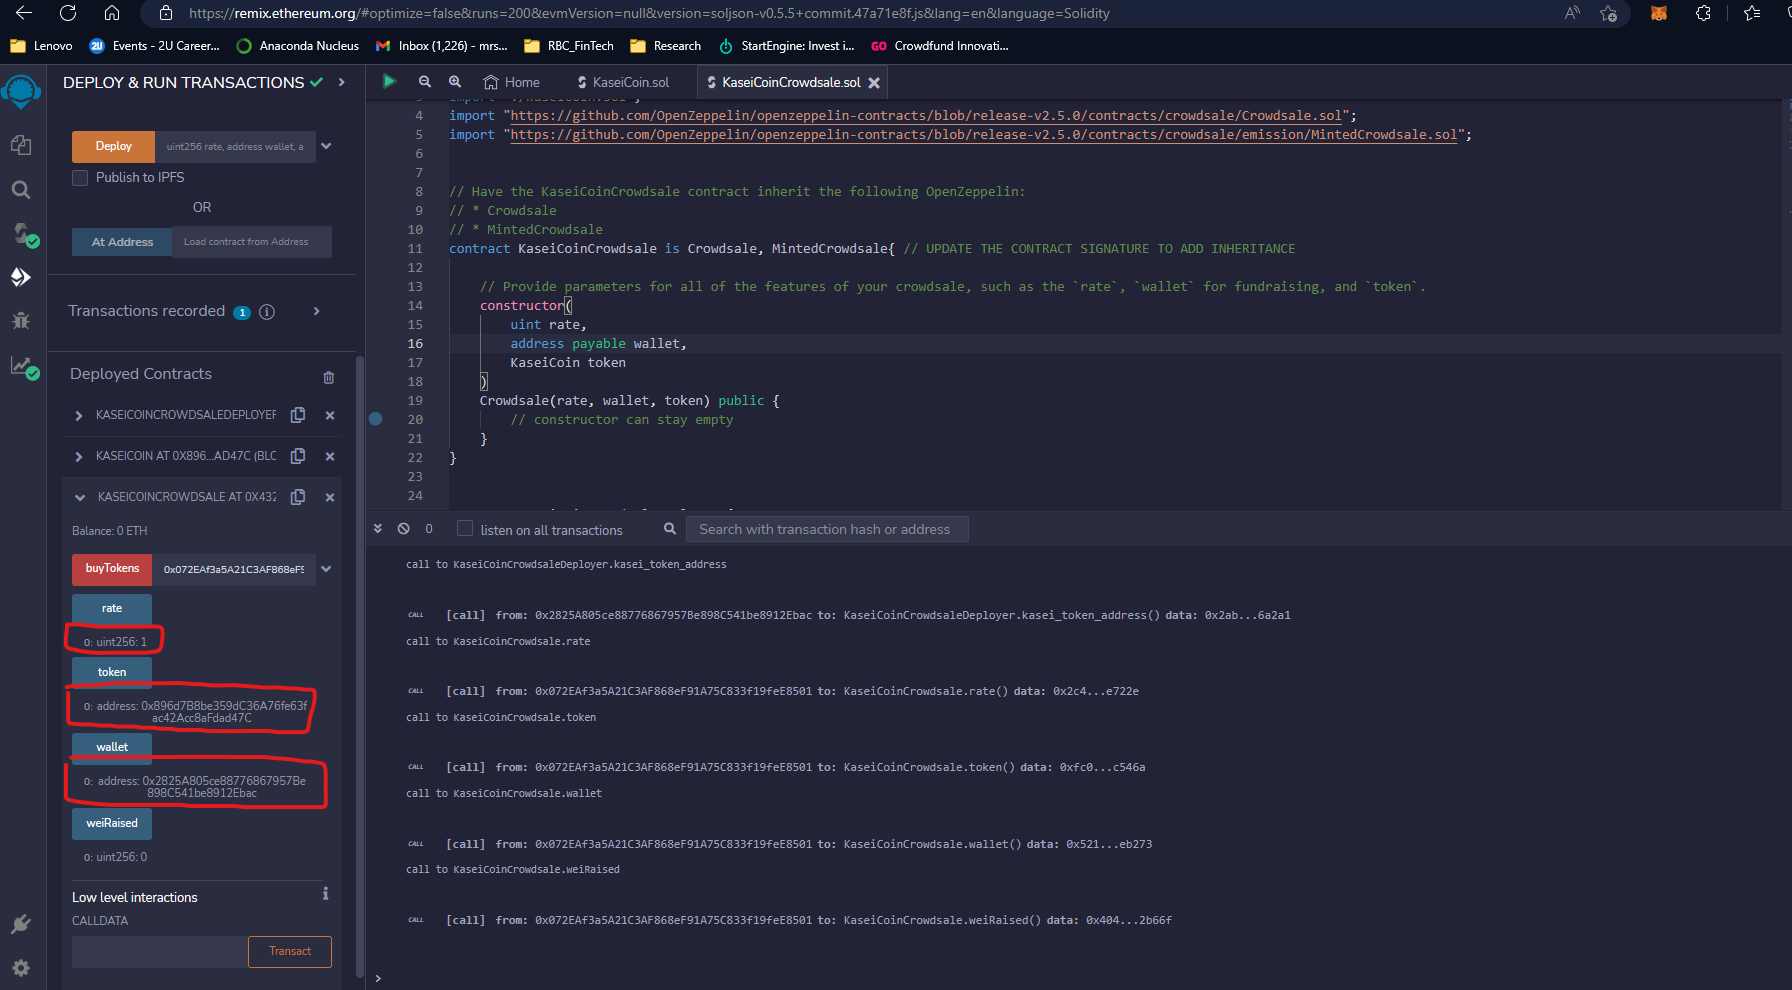 https://remix.ethereum.org/#optimize=false&runs=200&evmVersion=null&version=soljson-v0.5.5+commit.47a71e8f.js&lang=en&language=Solidity
Lenovo
Events - 2U Career...
Anaconda Nucleus
Inbox (1,226) - mrs...
RBC_FinTech
Research
StartEngine: Invest i...
GO Crowdfund Innovati...
DEPLOY & RUN TRANSACTIONS
Deploy
uint256 rate, address wallet, a
Publish to IPFS
OR
At Address
Load contract from Address
Transactions recorded 1 i
Deployed Contracts
KASEICOINCROWDSALEDEPLOYER
KASEICOIN AT 0X896...AD47C (BLO
KASEICOINCROWDSALE AT 0X432
Balance: 0 ETH
buyTokens
0x072EAf3a5A21C3AF868eF9
rate
0: uint256: 1
token
0: address: 0x896d7B8be359dC36A76fe63f
ac42Acc8aFdad47C
wallet
0: address: 0x2825A805ce88776867957Be
898C541be8912Ebac
weiRaised
0: uint256: 0
Low level interactions
CALLDATA
Transact
Home
KaseiCoin.sol
KaseiCoinCrowdsale.sol
4 import "https://github.com/OpenZeppelin/openzeppelin-contracts/blob/release-v2.5.0/contracts/crowdsale/Crowdsale.sol";
5 import "https://github.com/OpenZeppelin/openzeppelin-contracts/blob/release-v2.5.0/contracts/crowdsale/emission/MintedCrowdsale.sol";
6
7
8 // Have the KaseiCoinCrowdsale contract inherit the following OpenZeppelin:
9 // * Crowdsale
10 // * MintedCrowdsale
11 contract KaseiCoinCrowdsale is Crowdsale, MintedCrowdsale{ // UPDATE THE CONTRACT SIGNATURE TO ADD INHERITANCE
12
13 // Provide parameters for all of the features of your crowdsale, such as the `rate`, `wallet` for fundraising, and `token`.
14 constructor(
15 uint rate,
16 address payable wallet,
17 KaseiCoin token
18 )
19 Crowdsale(rate, wallet, token) public {
20 // constructor can stay empty
21 }
22 }
23
24
0
listen on all transactions
Search with transaction hash or address
call to KaseiCoinCrowdsaleDeployer.kasei_token_address
CALL [call] from: 0x2825A805ce88776867957Be898C541be8912Ebac to: KaseiCoinCrowdsaleDeployer.kasei_token_address() data: 0x2ab...6a2a1
call to KaseiCoinCrowdsale.rate
CALL [call] from: 0x072EAf3a5A21C3AF868eF91A75C833f19feE8501 to: KaseiCoinCrowdsale.rate() data: 0x2c4...e722e
call to KaseiCoinCrowdsale.token
CALL [call] from: 0x072EAf3a5A21C3AF868eF91A75C833f19feE8501 to: KaseiCoinCrowdsale.token() data: 0xfc0...c546a
call to KaseiCoinCrowdsale.wallet
CALL [call] from: 0x072EAf3a5A21C3AF868eF91A75C833f19feE8501 to: KaseiCoinCrowdsale.wallet() data: 0x521...eb273
call to KaseiCoinCrowdsale.weiRaised
CALL [call] from: 0x072EAf3a5A21C3AF868eF91A75C833f19feE8501 to: KaseiCoinCrowdsale.weiRaised() data: 0x404...2b66f
>